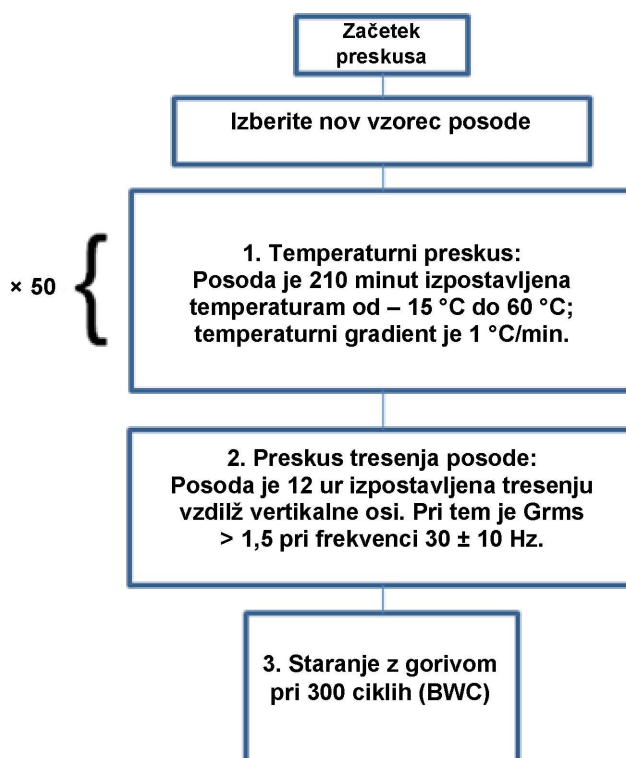 Začetek
preskusa
Izberite nov vzorec posode
× 50
1. Temperaturni preskus:
Posoda je 210 minut izpostavljena
temperaturam od – 15 °C do 60 °C;
temperaturni gradient je 1 °C/min.
2. Preskus tresenja posode:
Posoda je 12 ur izpostavljena tresenju
vzdilž vertikalne osi. Pri tem je Grms
> 1,5 pri frekvenci 30 ± 10 Hz.
3. Staranje z gorivom
pri 300 ciklih (BWC)